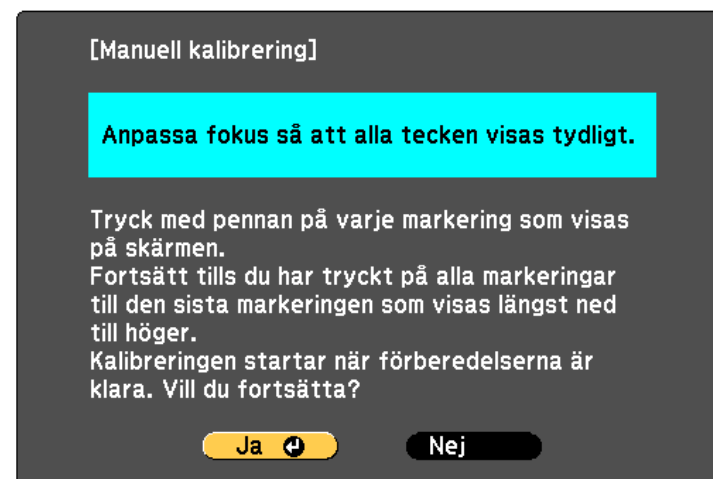 [Manuell kalibrering]
Anpassa fokus så att alla tecken visas tydligt.
Tryck med pennan på varje markering som visas
på skärmen.
Fortsätt tills du har tryckt på alla markeringar
till den sista markeringen som visas längst ned
till höger.
Kalibreringen startar när förberedelserna är
klara. Vill du fortsätta?
Ja Nej